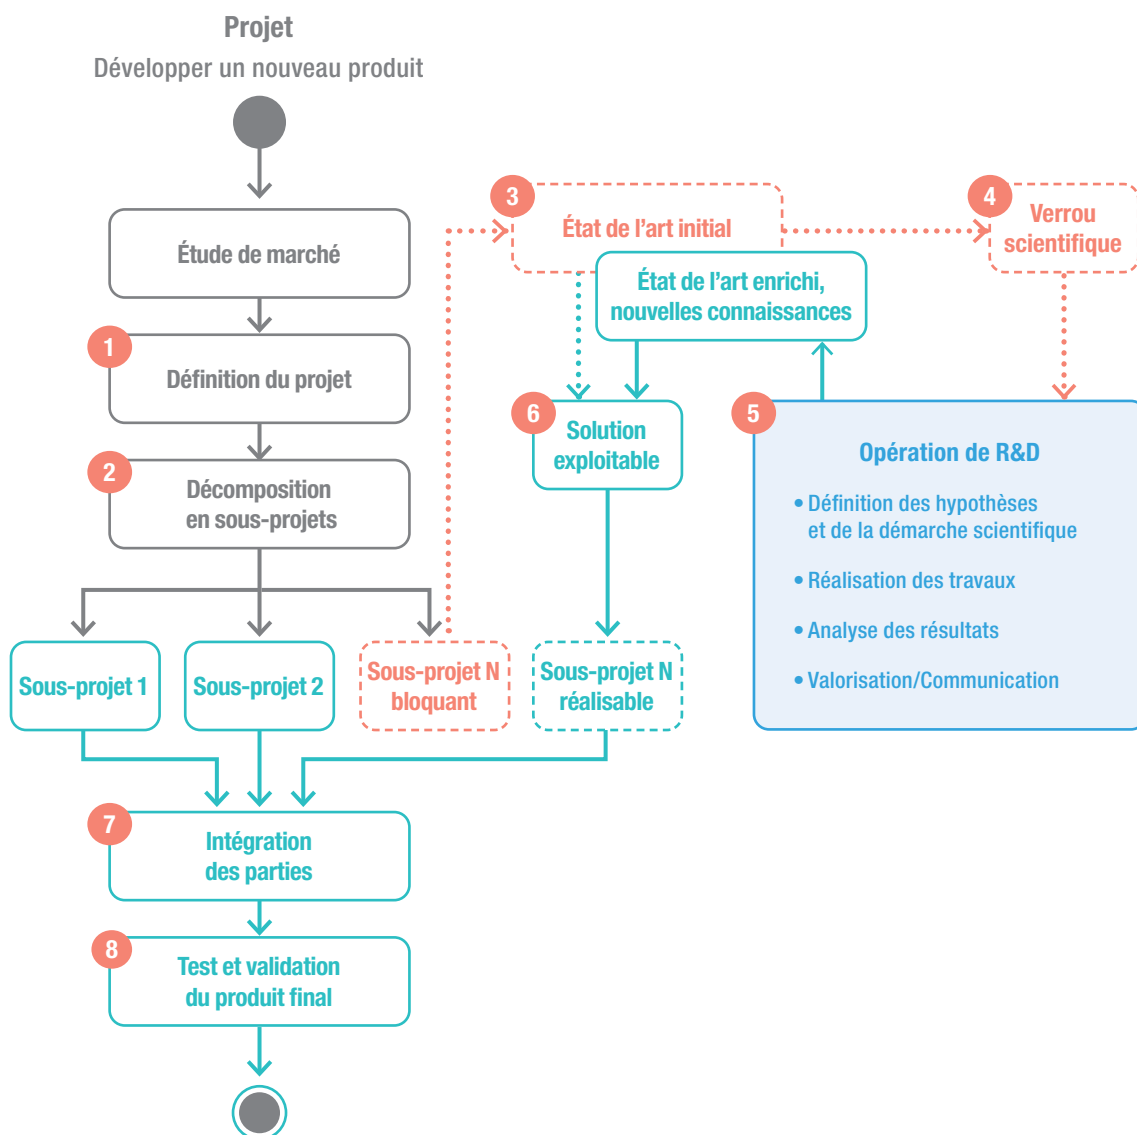 Projet
Développer un nouveau produit
Étude de marché
1
Définition du projet
2
Décomposition
en sous-projets
Sous-projet 1
Sous-projet 2
Sous-projet N
bloquant
3
État de l’art initial
État de l’art enrichi,
nouvelles connaissances
4
Verrou
scientifique
5
Opération de R&D
• Définition des hypothèses
et de la démarche scientifique
• Réalisation des travaux
• Analyse des résultats
• Valorisation/Communication
6
Solution
exploitable
Sous-projet N
réalisable
7
Intégration
des parties
8
Test et validation
du produit final